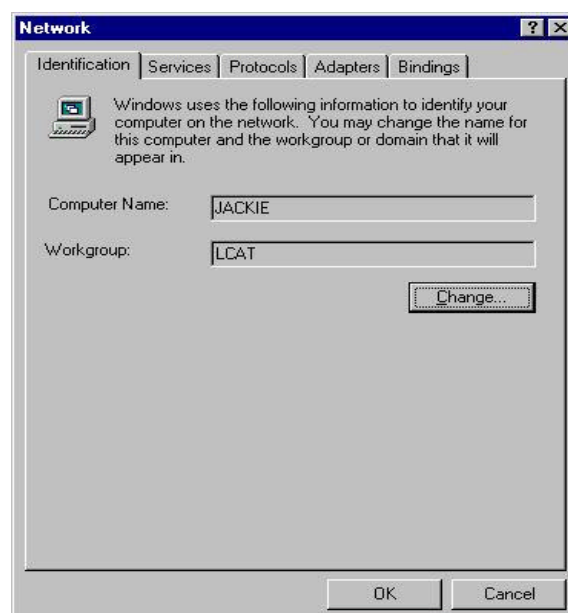 Network
Identification Services Protocols Adapters Bindings
Windows uses the following information to identify your
computer on the network. You may change the name for
this computer and the workgroup or domain that it will
appear in.
Computer Name: JACKIE
Workgroup: LCAT
Change...
OK Cancel